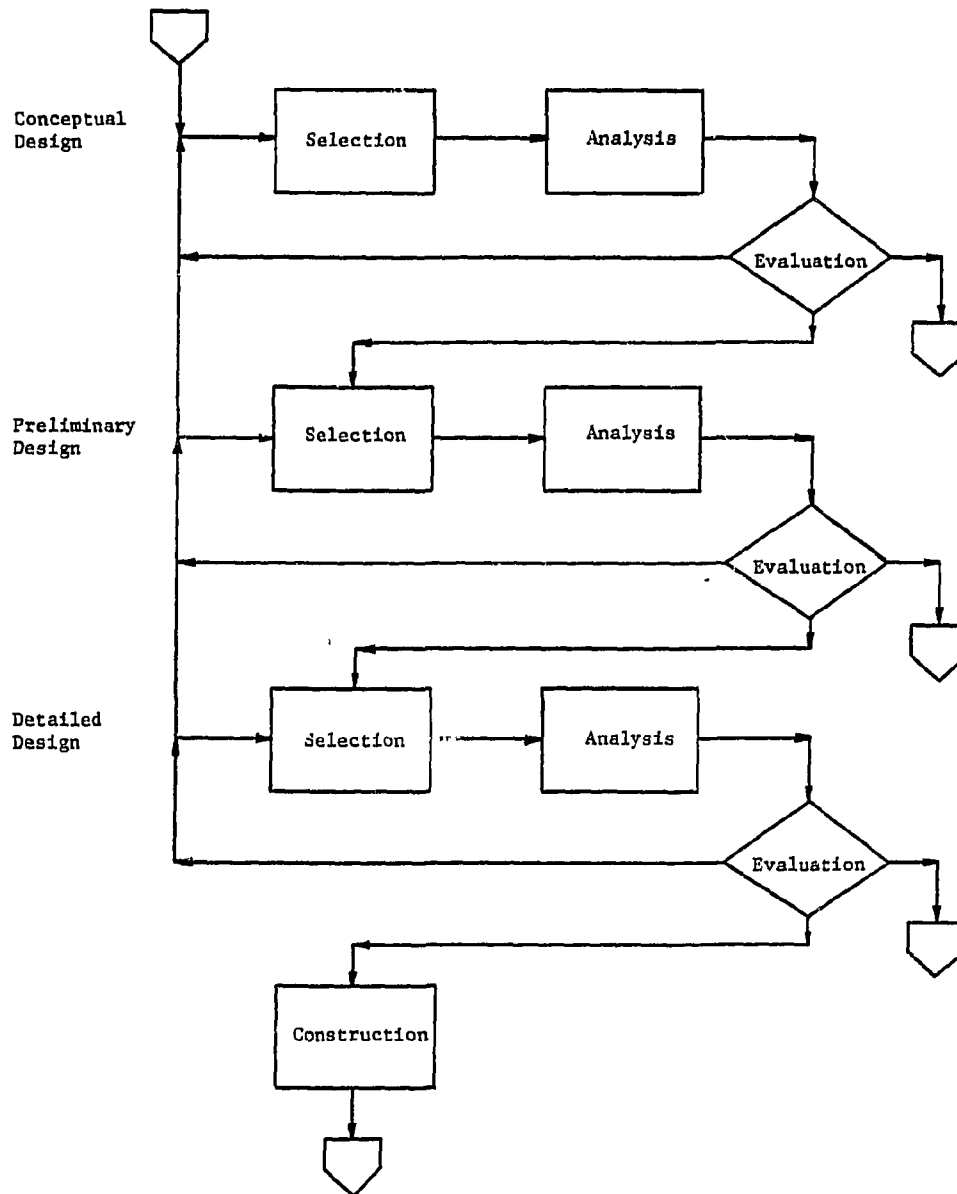 Conceptual
Design
Selection
Analysis
Evaluation
Preliminary
Design
Selection
Analysis
Evaluation
Detailed
Design
Selection
Analysis
Evaluation
Construction